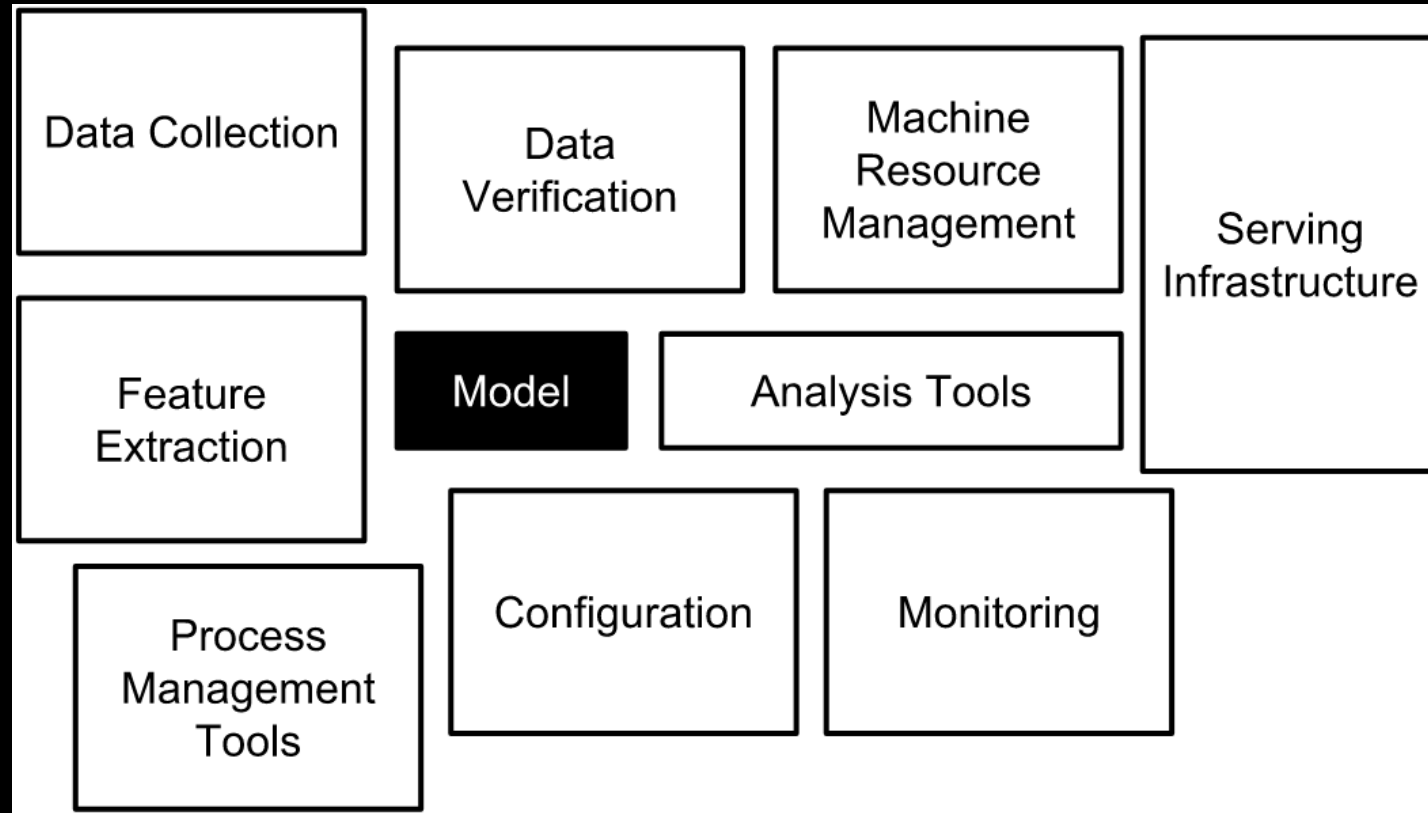 Data Collection
Data
Verification
Machine
Resource
Management
Serving
Infrastructure
Feature
Extraction
Model
Analysis Tools
Process
Management
Tools
Configuration
Monitoring